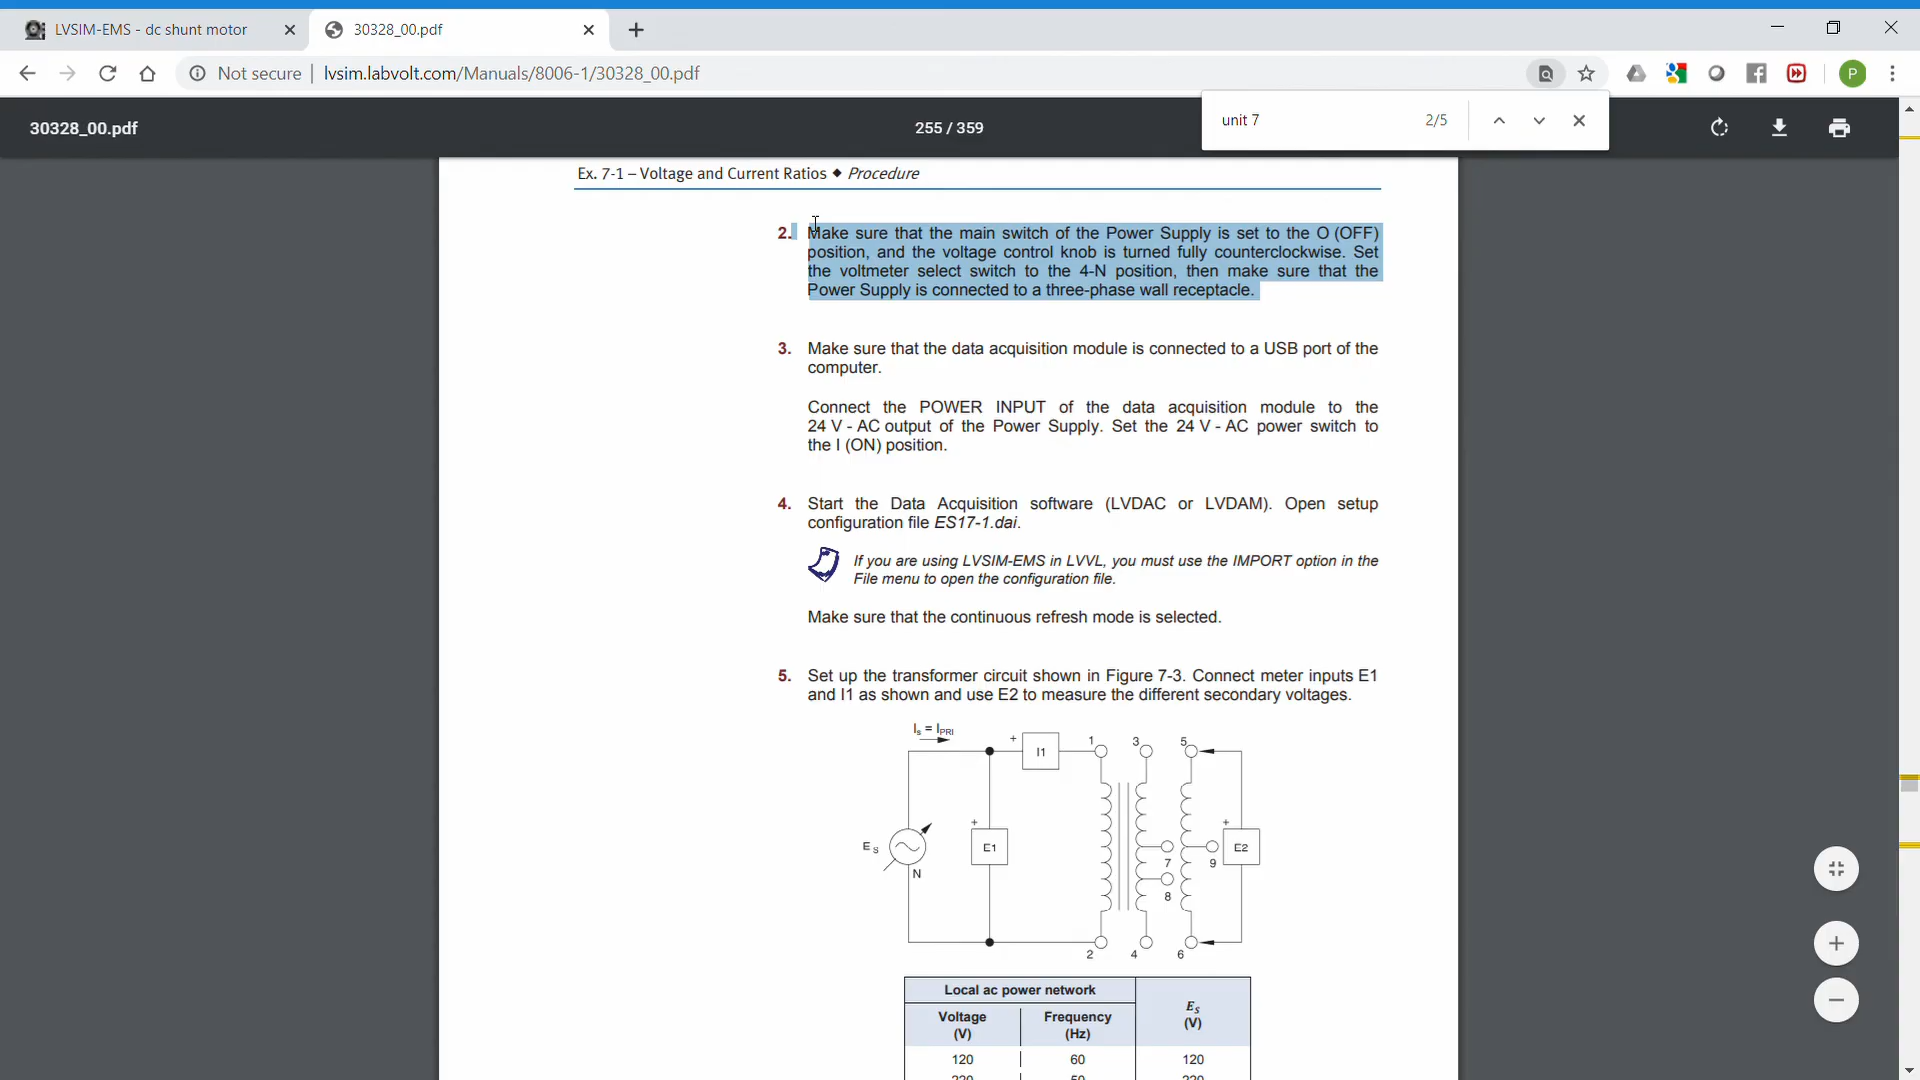 LVSIM-EMS - dc shunt motor
30328_00.pdf
Not secure | lvsim.labvolt.com/Manuals/8006-1/30328_00.pdf
P
unit 7 2/5
30328_00.pdf
255 / 359
Ex. 7-1 – Voltage and Current Ratios ◆ Procedure
2. Make sure that the main switch of the Power Supply is set to the O (OFF)
position, and the voltage control knob is turned fully counterclockwise. Set
the voltmeter select switch to the 4-N position, then make sure that the
Power Supply is connected to a three-phase wall receptacle.
3. Make sure that the data acquisition module is connected to a USB port of the
computer.
Connect the POWER INPUT of the data acquisition module to the
24 V - AC output of the Power Supply. Set the 24 V - AC power switch to
the I (ON) position.
4. Start the Data Acquisition software (LVDAC or LVDAM). Open setup
configuration file ES17-1.dai.
If you are using LVSIM-EMS in LVVL, you must use the IMPORT option in the
File menu to open the configuration file.
Make sure that the continuous refresh mode is selected.
5. Set up the transformer circuit shown in Figure 7-3. Connect meter inputs E1
and I1 as shown and use E2 to measure the different secondary voltages.
Is = IPRI
+ I1 1 3 5
+ +
E S E1 E2
N 7 9
8
2 4 6
Local ac power network
ES
(V)
Voltage
(V)
Frequency
(Hz)
120 60 120
220 50 220